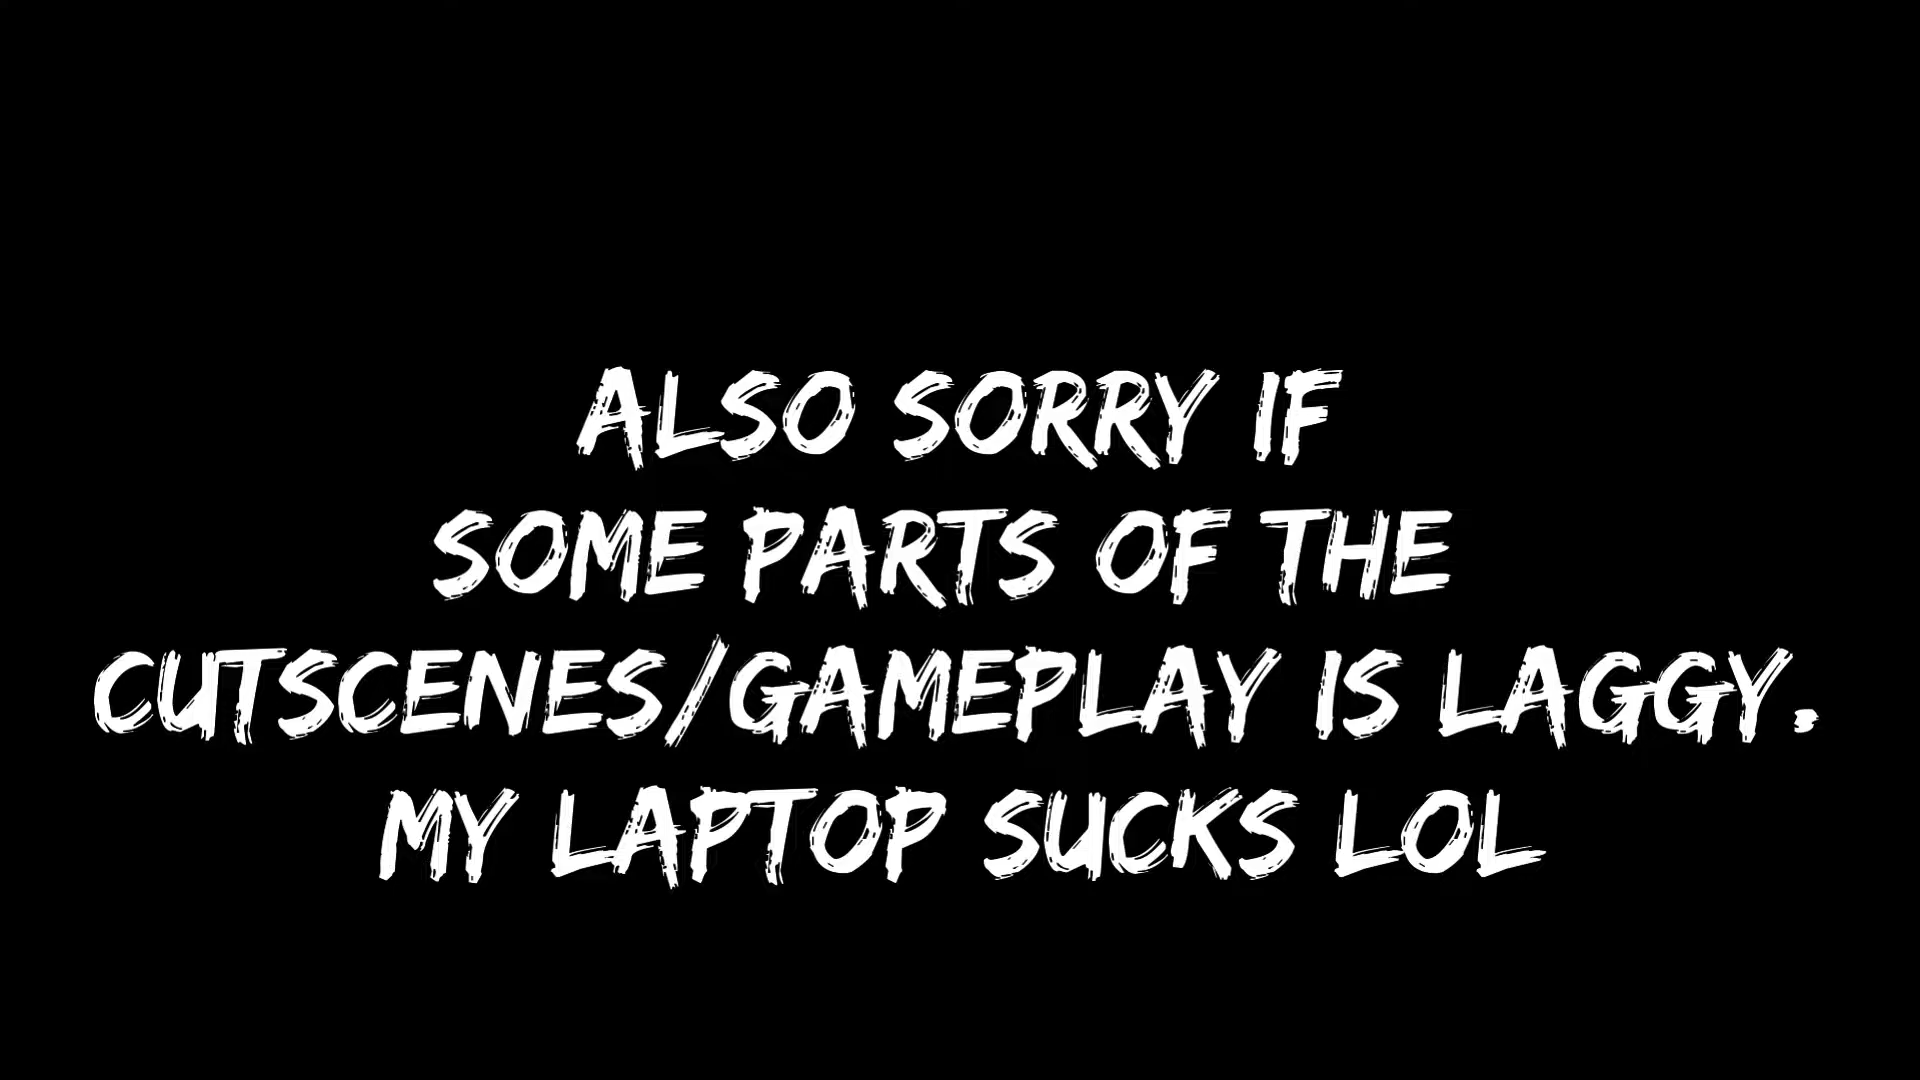 ALSO SORRY IF
SOME PARTS OF THE
CUTSCENES/GAMEPLAY IS LAGGY.
MY LAPTOP SUCKS LOL